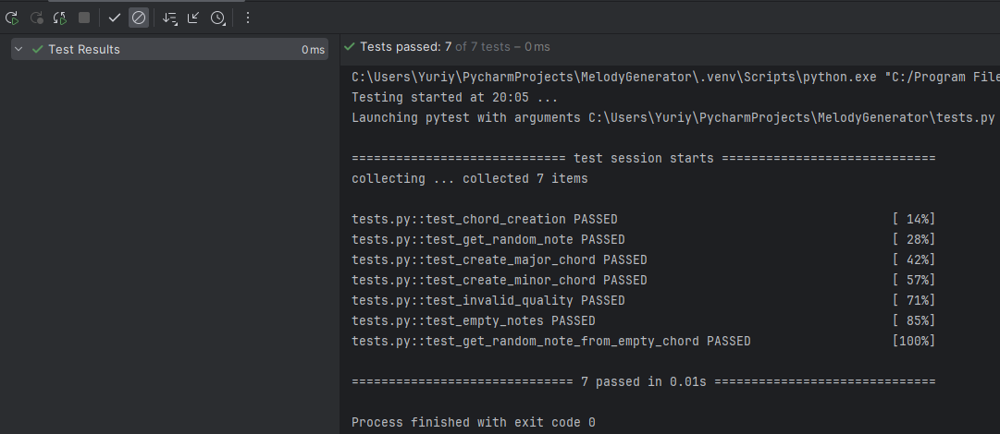 Test Results 0 ms
Tests passed: 7 of 7 tests – 0 ms
C:\Users\Yuriy\PycharmProjects\MelodyGenerator\.venv\Scripts\python.exe "C:/Program File
Testing started at 20:05 ...
Launching pytest with arguments C:\Users\Yuriy\PycharmProjects\MelodyGenerator\tests.py
============================= test session starts =============================
collecting ... collected 7 items
tests.py::test_chord_creation PASSED [ 14%]
tests.py::test_get_random_note PASSED [ 28%]
tests.py::test_create_major_chord PASSED [ 42%]
tests.py::test_create_minor_chord PASSED [ 57%]
tests.py::test_invalid_quality PASSED [ 71%]
tests.py::test_empty_notes PASSED [ 85%]
tests.py::test_get_random_note_from_empty_chord PASSED [100%]
============================== 7 passed in 0.01s ==============================
Process finished with exit code 0